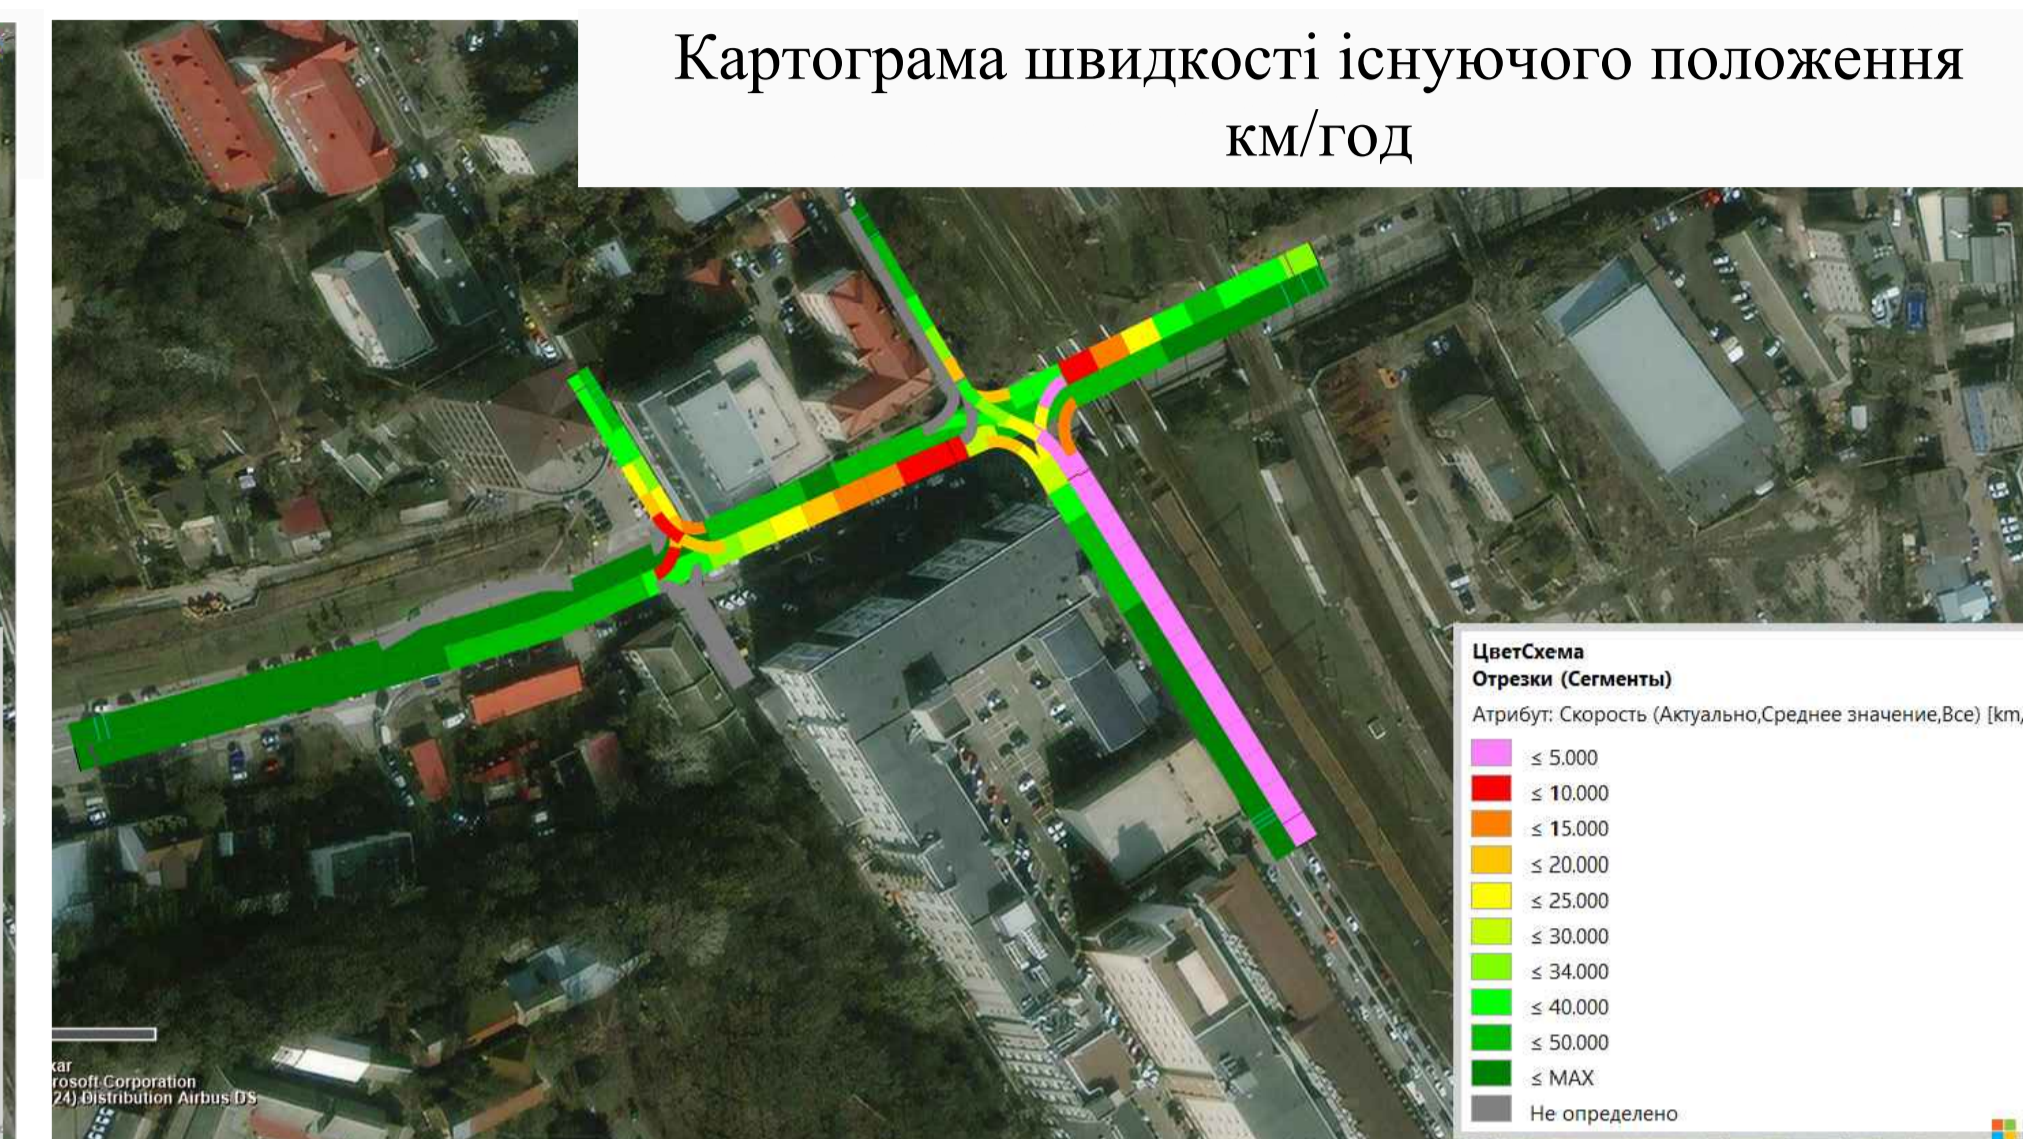 Картограма швидкості існуючого положення
км/год
ЦветСхема
Отрезки (Сегменты)
Атрибут: Скорость (Актуально,Среднее значение,Все) [km/
≤ 5.000
≤ 10.000
≤ 15.000
≤ 20.000
≤ 25.000
≤ 30.000
≤ 34.000
≤ 40.000
≤ 50.000
≤ MAX
Не определено
xar
rosoft Corporation
24) Distribution Airbus DS